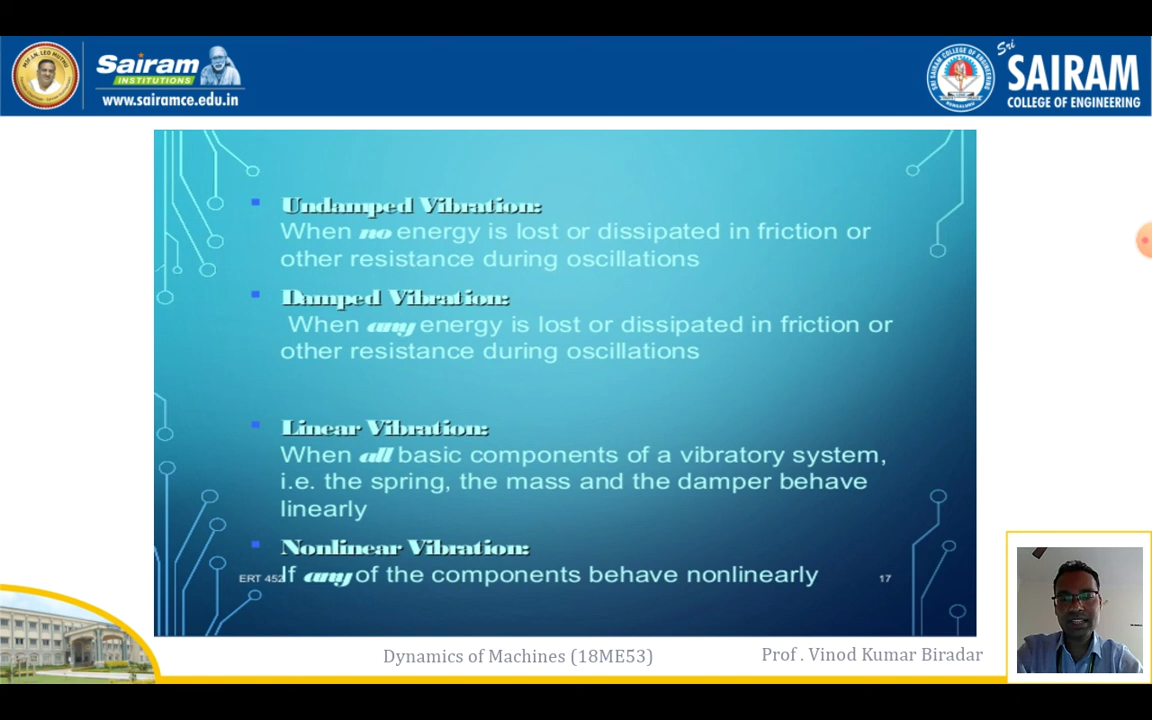 Sairam
INSTITUTIONS
www.sairamce.edu.in
Sri
SAIRAM
COLLEGE OF ENGINEERING
Undamped Vibration:
When no energy is lost or dissipated in friction or
other resistance during oscillations
Damped Vibration:
When any energy is lost or dissipated in friction or
other resistance during oscillations
Linear Vibration:
When all basic components of a vibratory system,
i.e. the spring, the mass and the damper behave
linearly
Nonlinear Vibration:
If any of the components behave nonlinearly
ERT 452
17
Dynamics of Machines (18ME53)
Prof . Vinod Kumar Biradar